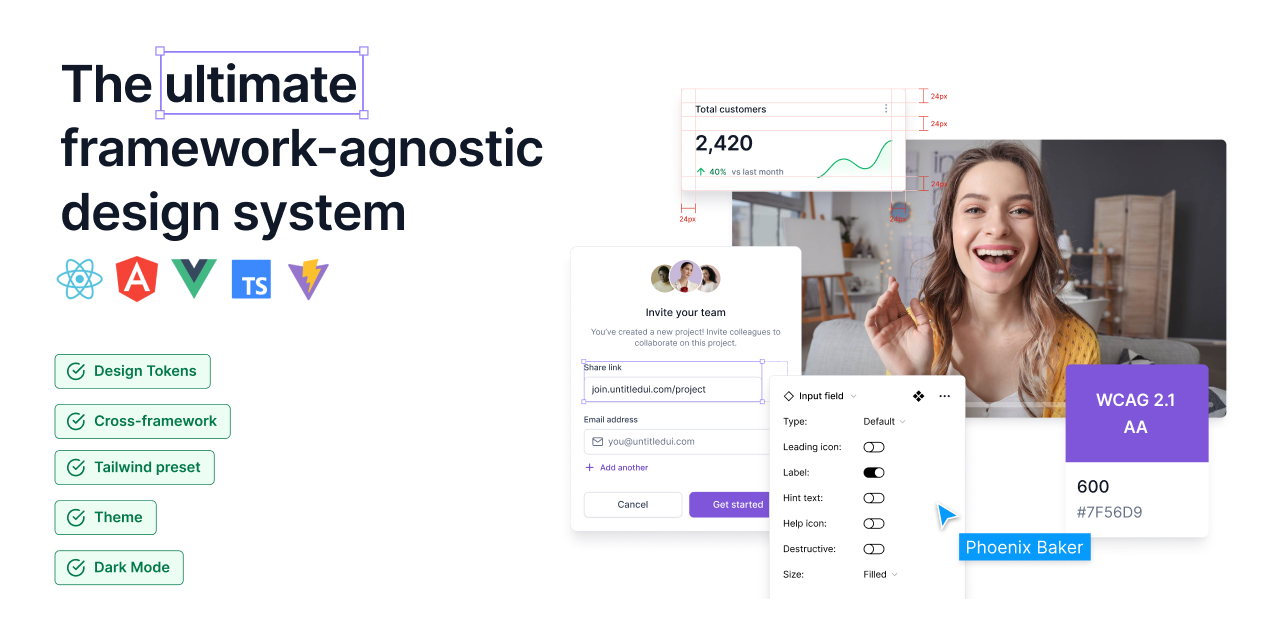 The ultimate
framework-agnostic
design system
A
TS
Design Tokens
Cross-framework
Tailwind preset
Theme
Dark Mode
Total customers
2,420
40% vs last month
24px
24px
24px
24px
24px
Invite your team
You've created a new project! Invite colleagues to
collaborate on this project.
Share link
join.untitledui.com/project
Email address
you@untitledui.com
Add another
Cancel
Get started
Input field
Type: Default
Leading icon:
Label:
Hint text:
Help icon:
Destructive:
Size: Filled
WCAG 2.1
AA
600
#7F56D9
Phoenix Baker